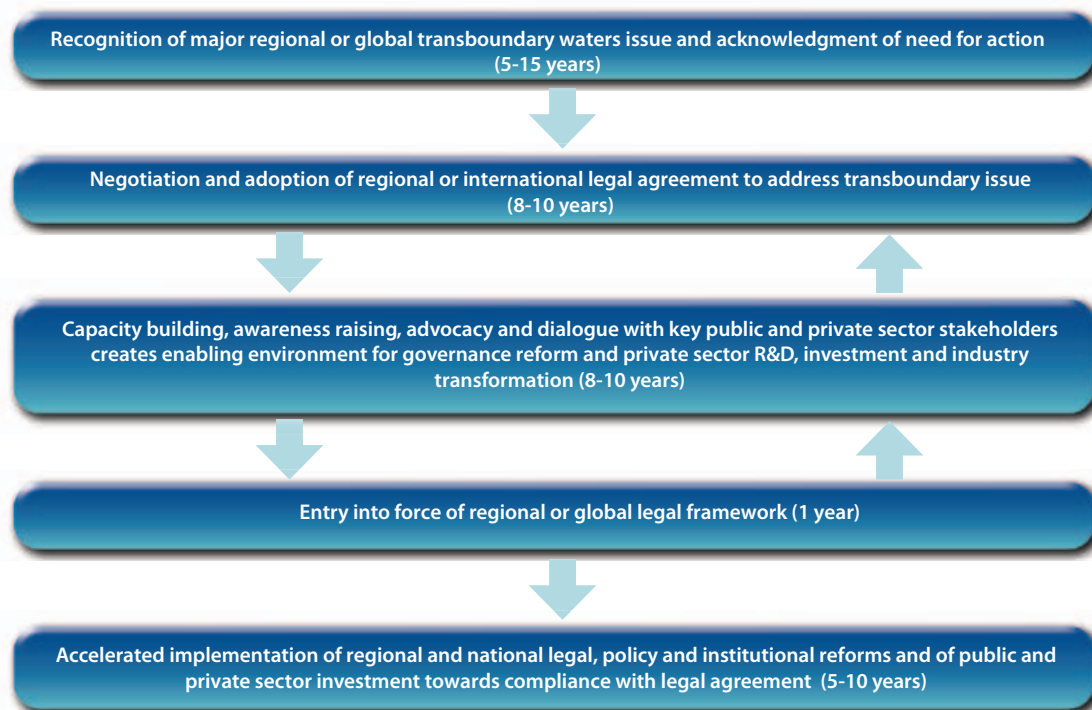 Recognition of major regional or global transboundary waters issue and acknowledgment of need for action
(5-15 years)
Negotiation and adoption of regional or international legal agreement to address transboundary issue
(8-10 years)
Capacity building, awareness raising, advocacy and dialogue with key public and private sector stakeholders
creates enabling environment for governance reform and private sector R&D, investment and industry
transformation (8-10 years)
Entry into force of regional or global legal framework (1 year)
Accelerated implementation of regional and national legal, policy and institutional reforms and of public and
private sector investment towards compliance with legal agreement (5-10 years)